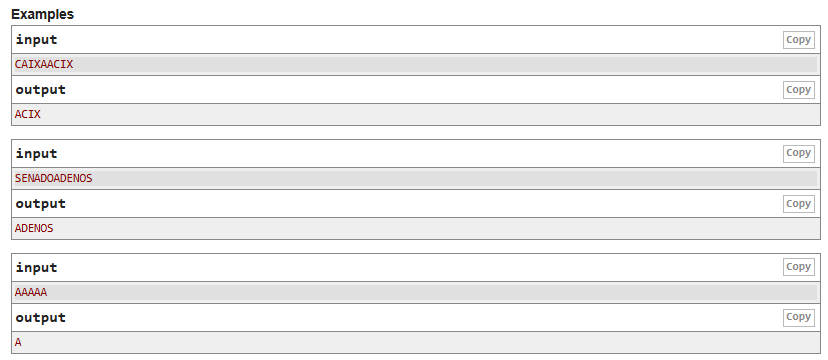 Examples
input
Copy
CAIXAACIX
output
Copy
ACIX
input
Copy
SENADOADENOS
output
Copy
ADENOS
input
Copy
AAAAA
output
Copy
A